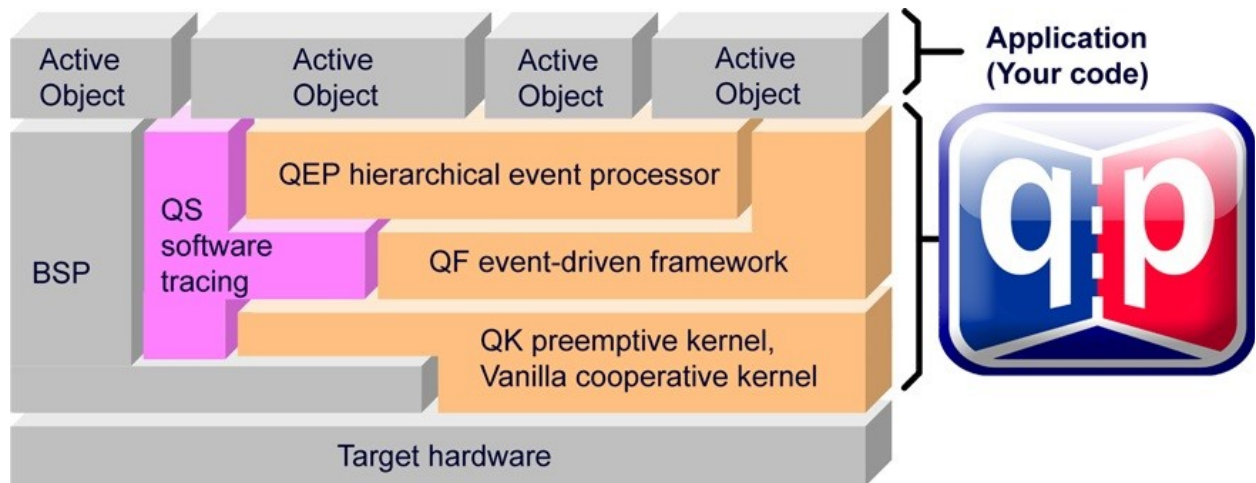 Active
Object
Active
Object
Active
Object
Active
Object
Application
(Your code)
QEP hierarchical event processor
QS
software
tracing
BSP
QF event-driven framework
qp
QK preemptive kernel,
Vanilla cooperative kernel
Target hardware